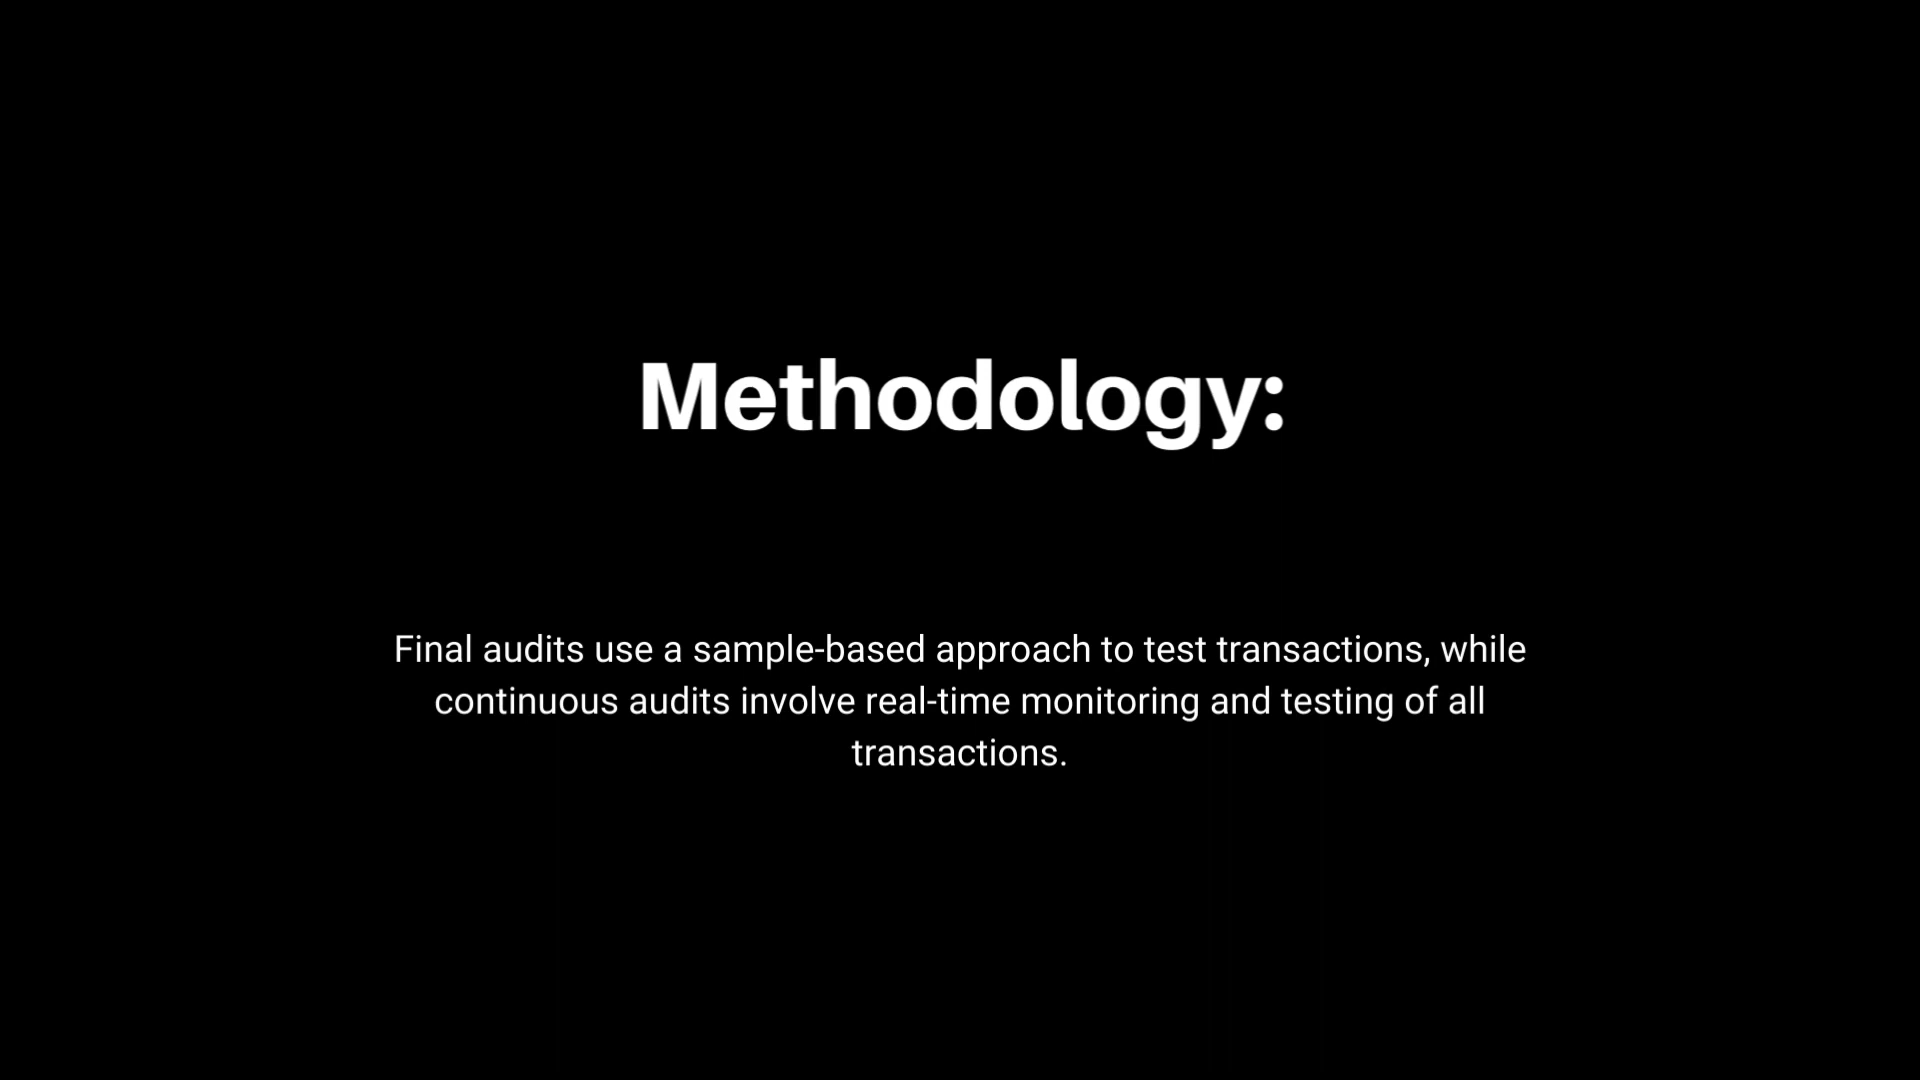 Methodology:
Final audits use a sample-based approach to test transactions, while
continuous audits involve real-time monitoring and testing of all
transactions.